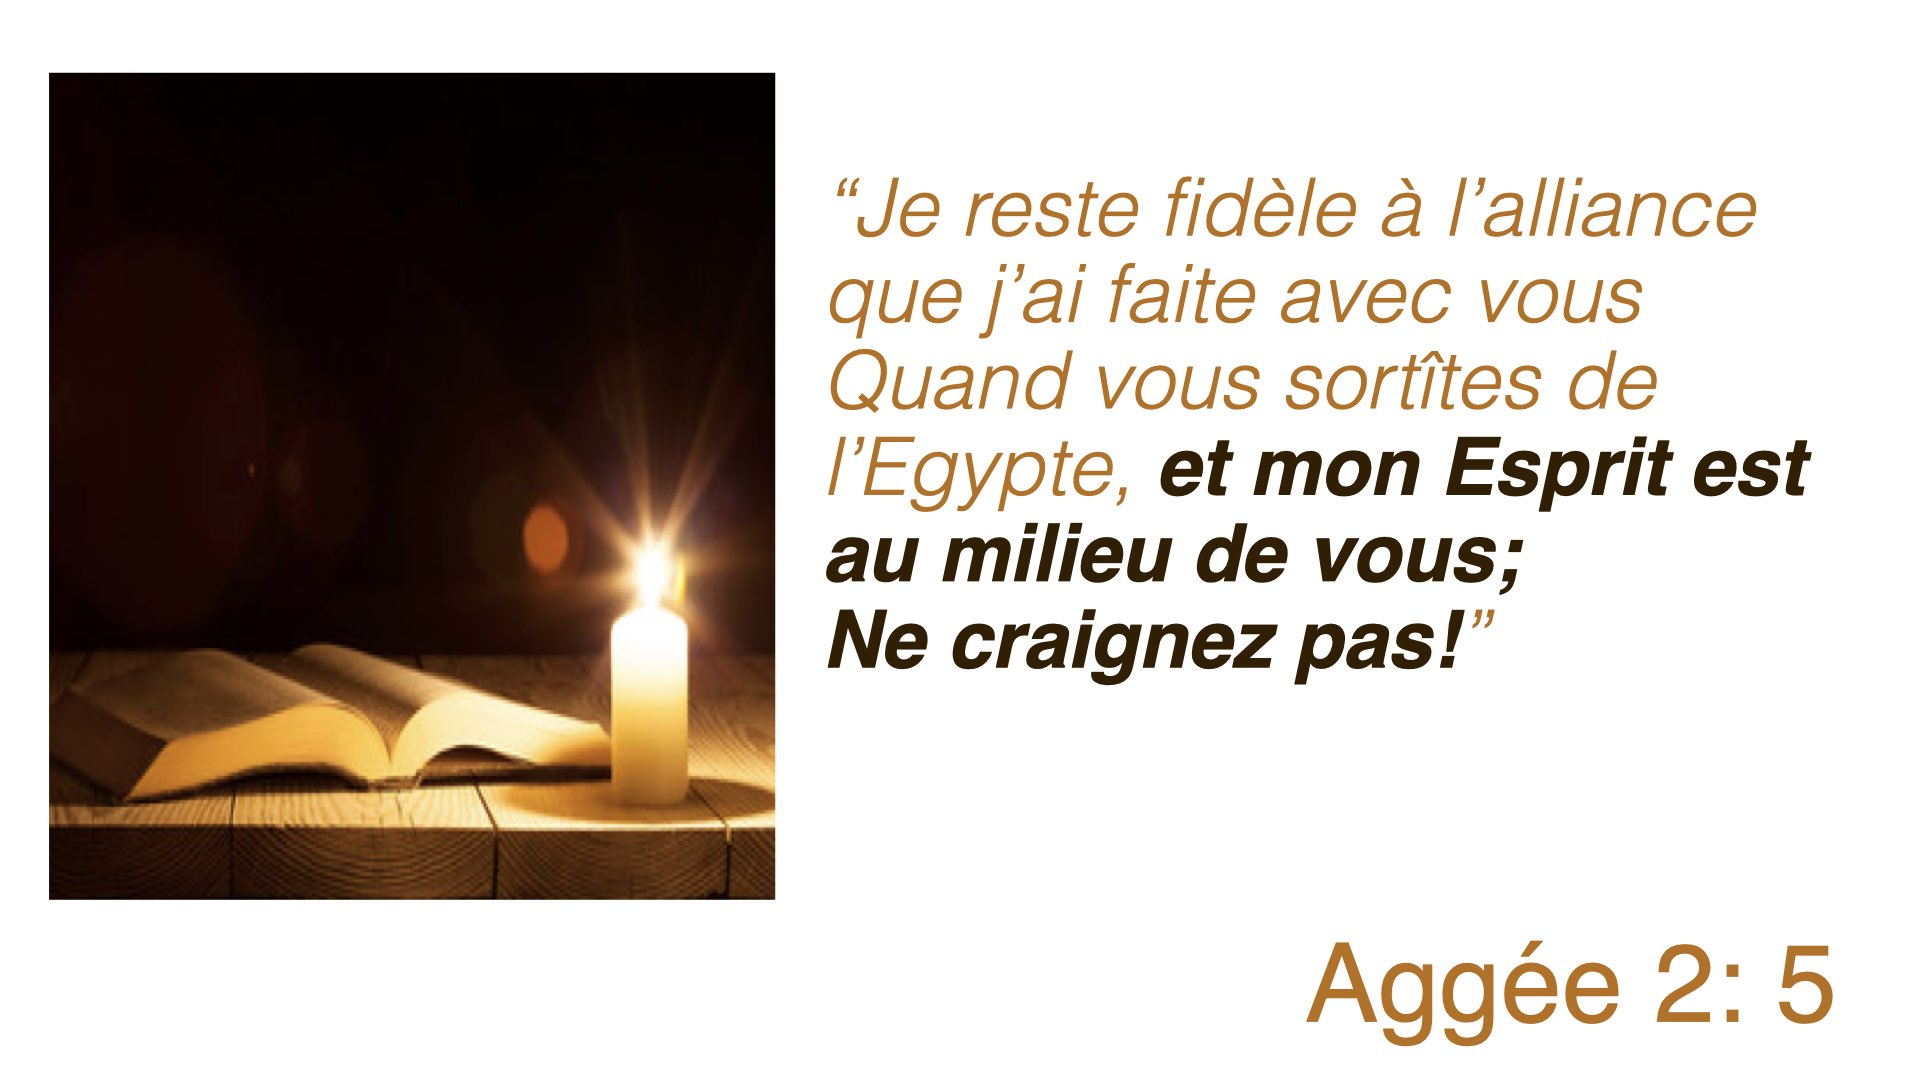 “Je reste fidèle à l’alliance
que j’ai faite avec vous
Quand vous sortîtes de
l’Egypte, et mon Esprit est
au milieu de vous;
Ne craignez pas!”
Aggée 2: 5